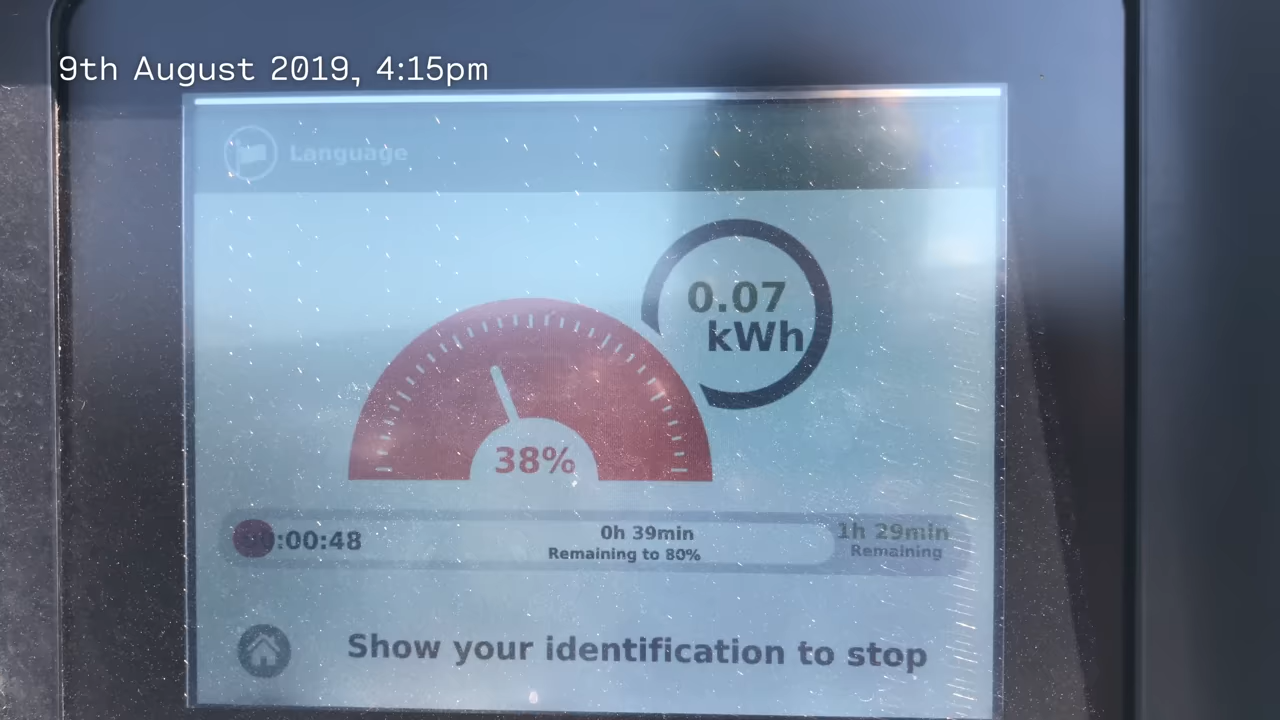 9th August 2019, 4:15pm
Language
0.07
kWh
38%
:00:48
0h 39min
Remaining to 80%
1h 29min
Remaining
Show your identification to stop